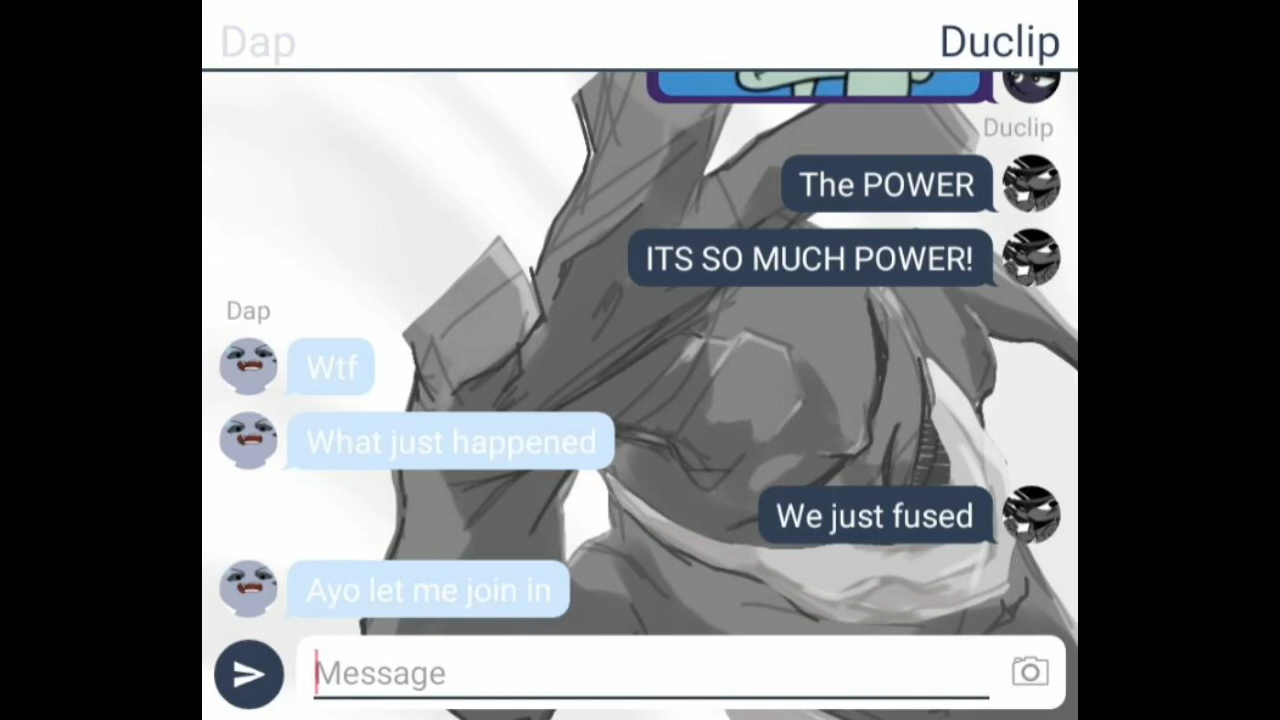 Dap
Duclip
Duclip
The POWER
ITS SO MUCH POWER!
Dap
Wtf
What just happened
We just fused
Ayo let me join in
Message